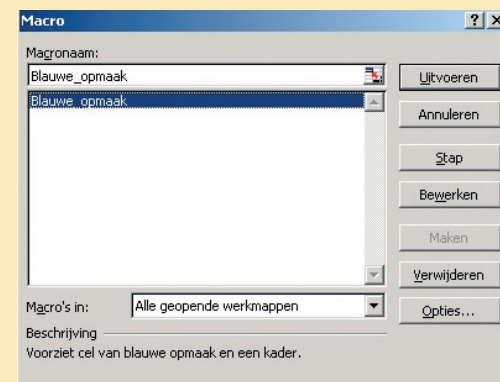 Macro
Macronaam:
Blauwe_opmaak
Blauwe_opmaak
Uitvoeren
Annuleren
Stap
Bewerken
Maken
Verwijderen
Opties...
Macro's in:
Alle geopende werkmappen
Beschrijving
Voorziet cel van blauwe opmaak en een kader.